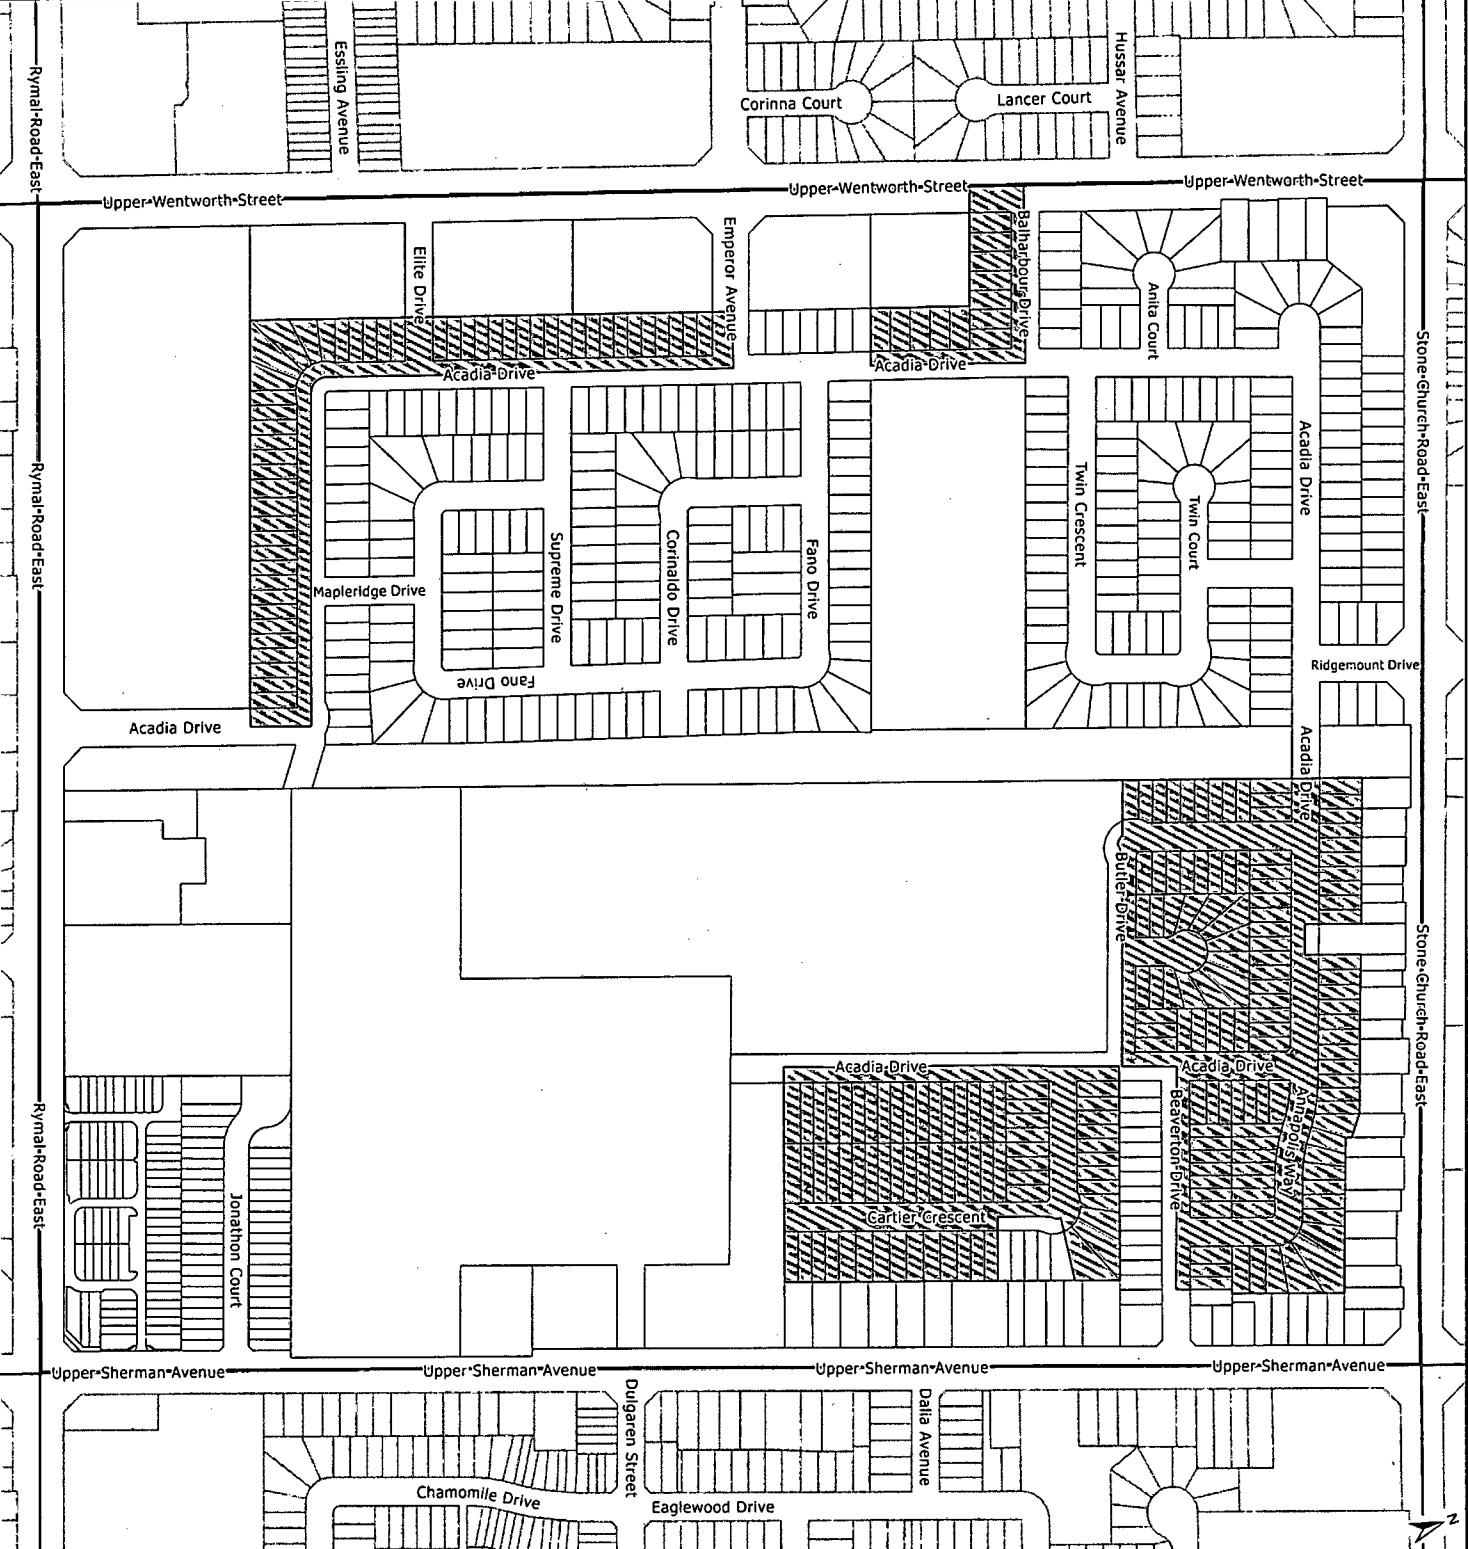 Essling Avenue
Hussar Avenue
Rymal-Road-East
Corinna Court
Lancer Court
Upper-Wentworth-Street
Upper-Wentworth-Street
Upper-Wentworth-Street
Elite Drive
Emperor Avenue
Balharbour Drive
Anita Court
Stone-Church-Road-East
Acadia Drive
Acadia Drive
Acadia Drive
Rymal-Road-East
Twin Crescent
Twin Court
Supreme Drive
Corinaldo Drive
Fano Drive
Mapleridge Drive
Fano Drive
Ridgemount Drive
Acadia Drive
Acadia Drive
Butler-Drive
Stone-Church-Road-East
Acadia Drive
Acadia Drive
Beaverton-Drive
Annapolis Way
Rymal-Road-East
Jonathon Court
Cartier Crescent
Upper-Sherman-Avenue
Upper-Sherman-Avenue
Upper-Sherman-Avenue
Upper-Sherman-Avenue
Dulgaren Street
Dalia Avenue
Chamomile Drive
Eaglewood Drive
N